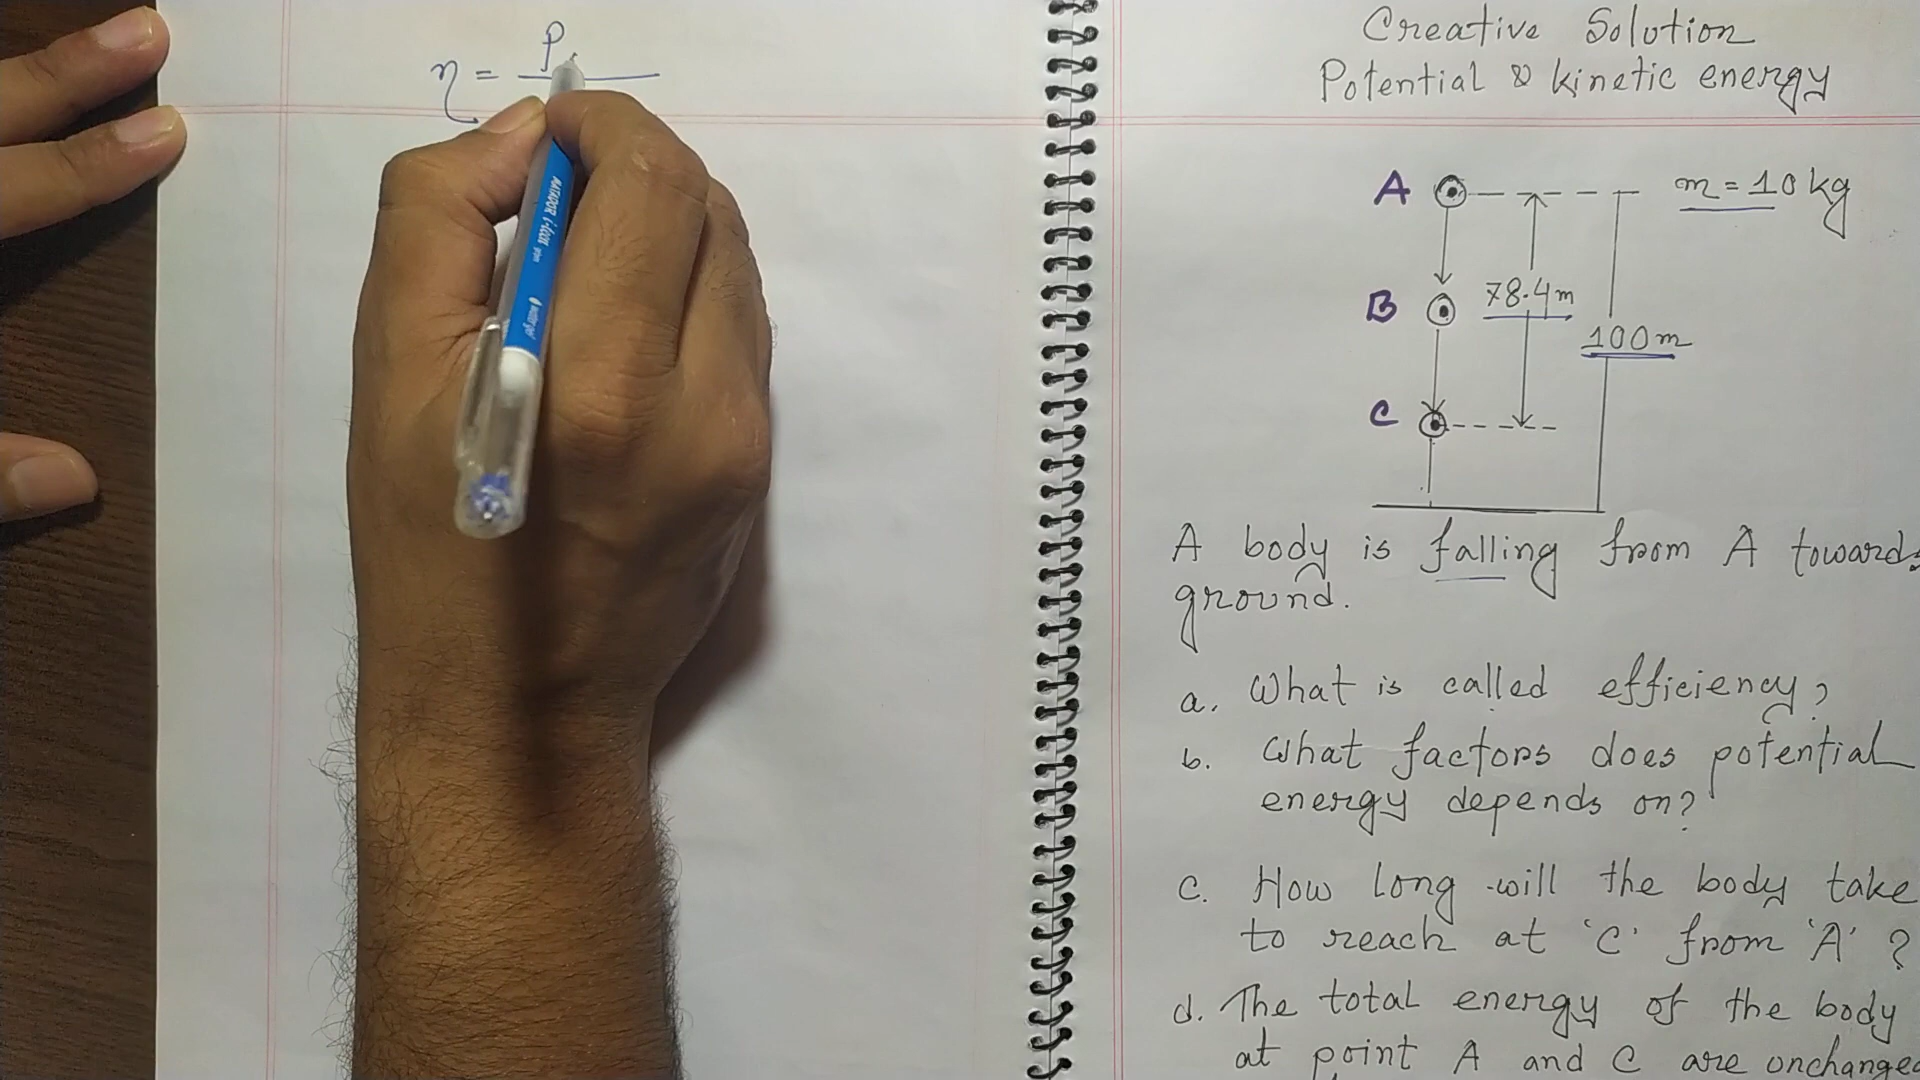 η = P
Creative Solution
Potential & kinetic energy
A
m = 10 kg
B
78.4m
100m
C
A body is falling from A towards
ground.
a. What is called efficiency?
b. What factors does potential
energy depends on?
c. How long will the body take
to reach at 'C' from 'A' ?
d. The total energy of the body
at point A and C are unchanged
MATADOR i-teen